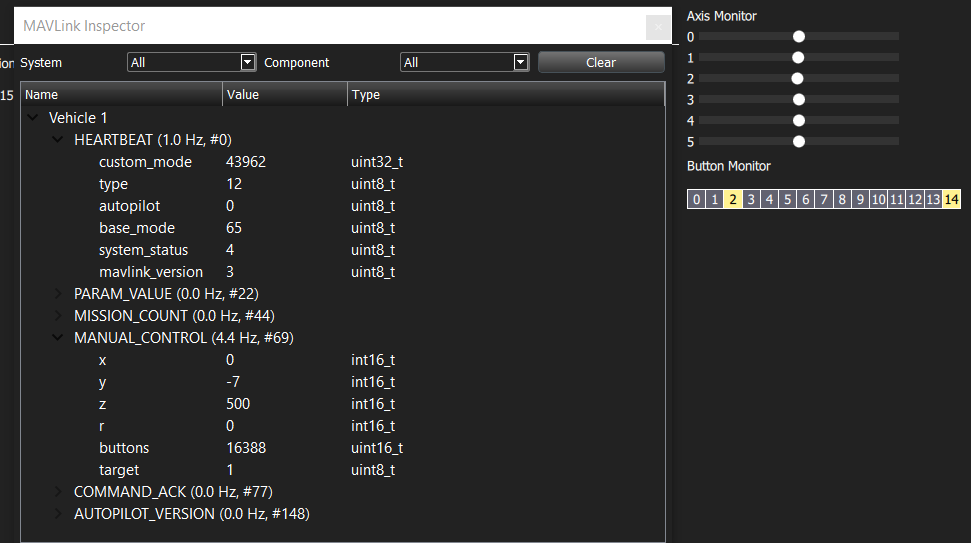 MAVLink Inspector
System All Component All Clear
15
Name Value Type
Vehicle 1
HEARTBEAT (1.0 Hz, #0)
custom_mode 43962 uint32_t
type 12 uint8_t
autopilot 0 uint8_t
base_mode 65 uint8_t
system_status 4 uint8_t
mavlink_version 3 uint8_t
PARAM_VALUE (0.0 Hz, #22)
MISSION_COUNT (0.0 Hz, #44)
MANUAL_CONTROL (4.4 Hz, #69)
x 0 int16_t
y -7 int16_t
z 500 int16_t
r 0 int16_t
buttons 16388 uint16_t
target 1 uint8_t
COMMAND_ACK (0.0 Hz, #77)
AUTOPILOT_VERSION (0.0 Hz, #148)
Axis Monitor
0
1
2
3
4
5
Button Monitor
0 1 2 3 4 5 6 7 8 9 10 11 12 13 14